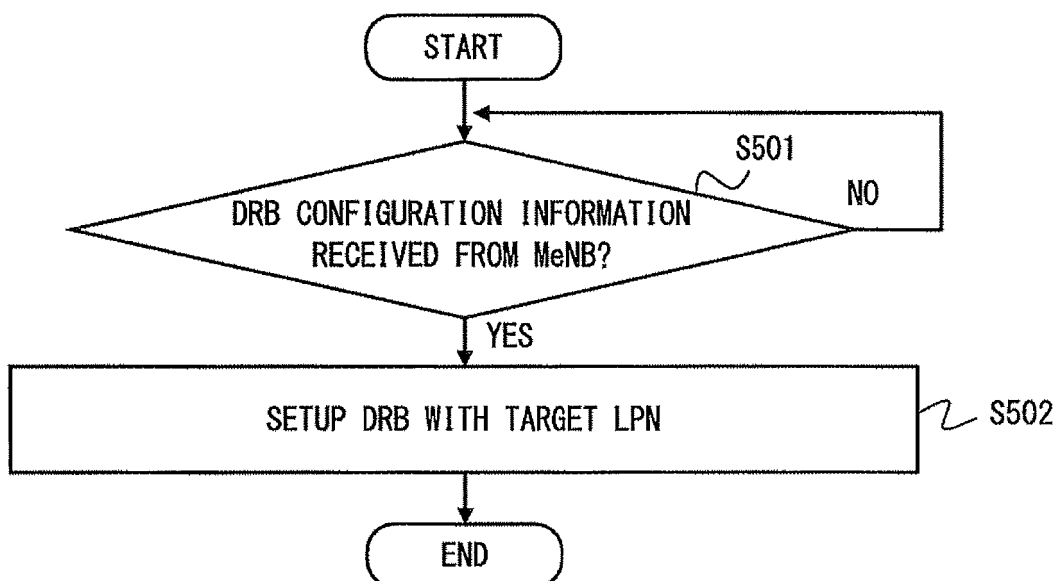 START
S501
NO
DRB CONFIGURATION INFORMATION
RECEIVED FROM MeNB?
YES
SETUP DRB WITH TARGET LPN
S502
END